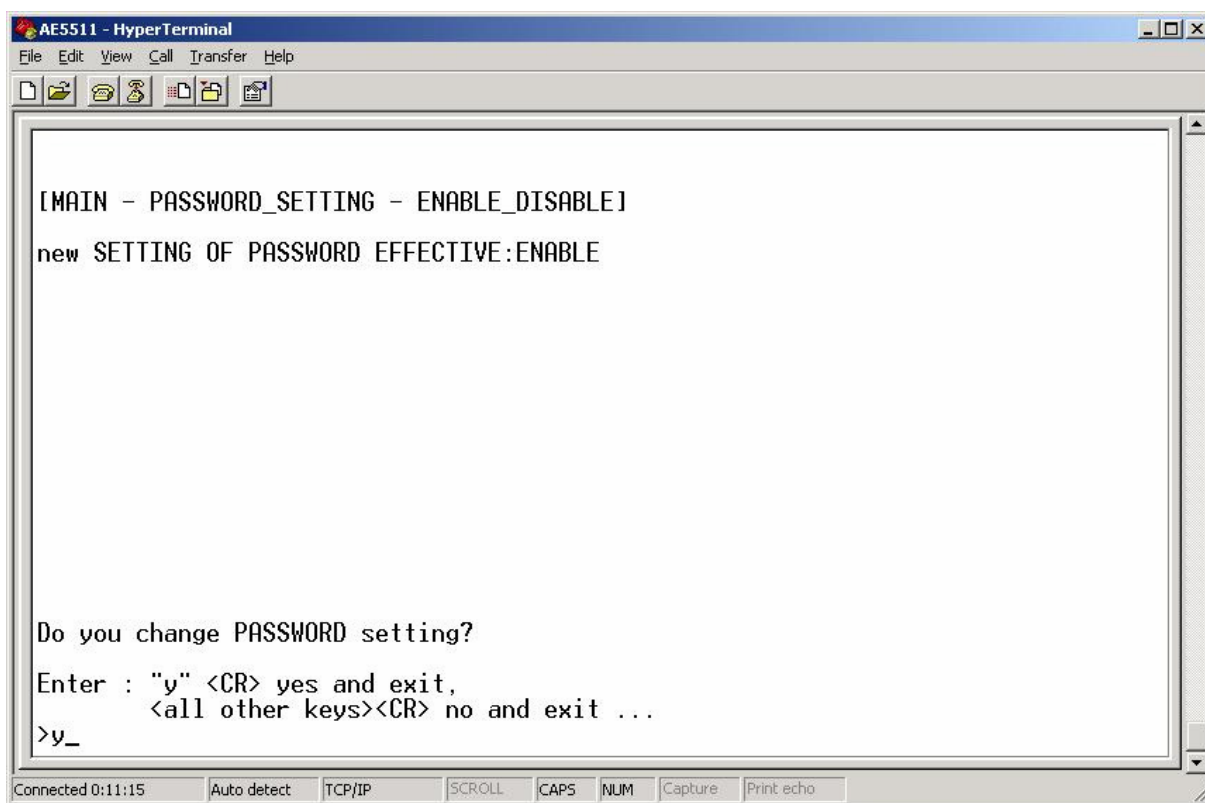 AE5511 - HyperTerminal
File Edit View Call Transfer Help
[MAIN - PASSWORD_SETTING - ENABLE_DISABLE]
new SETTING OF PASSWORD EFFECTIVE:ENABLE
Do you change PASSWORD setting?
Enter : "y" <CR> yes and exit,
<all other keys><CR> no and exit ...
>y_
Connected 0:11:15 Auto detect TCP/IP SCROLL CAPS NUM Capture Print echo